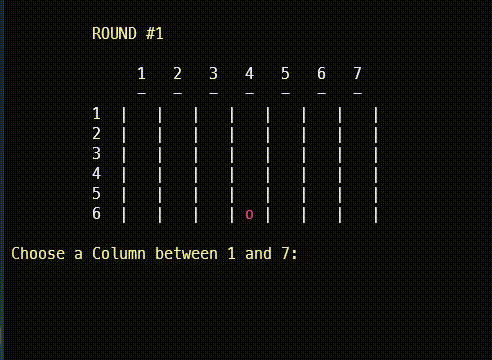 ROUND #1
1 2 3 4 5 6 7
_ _ _ _ _ _ _
1 | | | | | | | |
2 | | | | | | | |
3 | | | | | | | |
4 | | | | | | | |
5 | | | | | | | |
6 | | | | o | | | |
Choose a Column between 1 and 7: